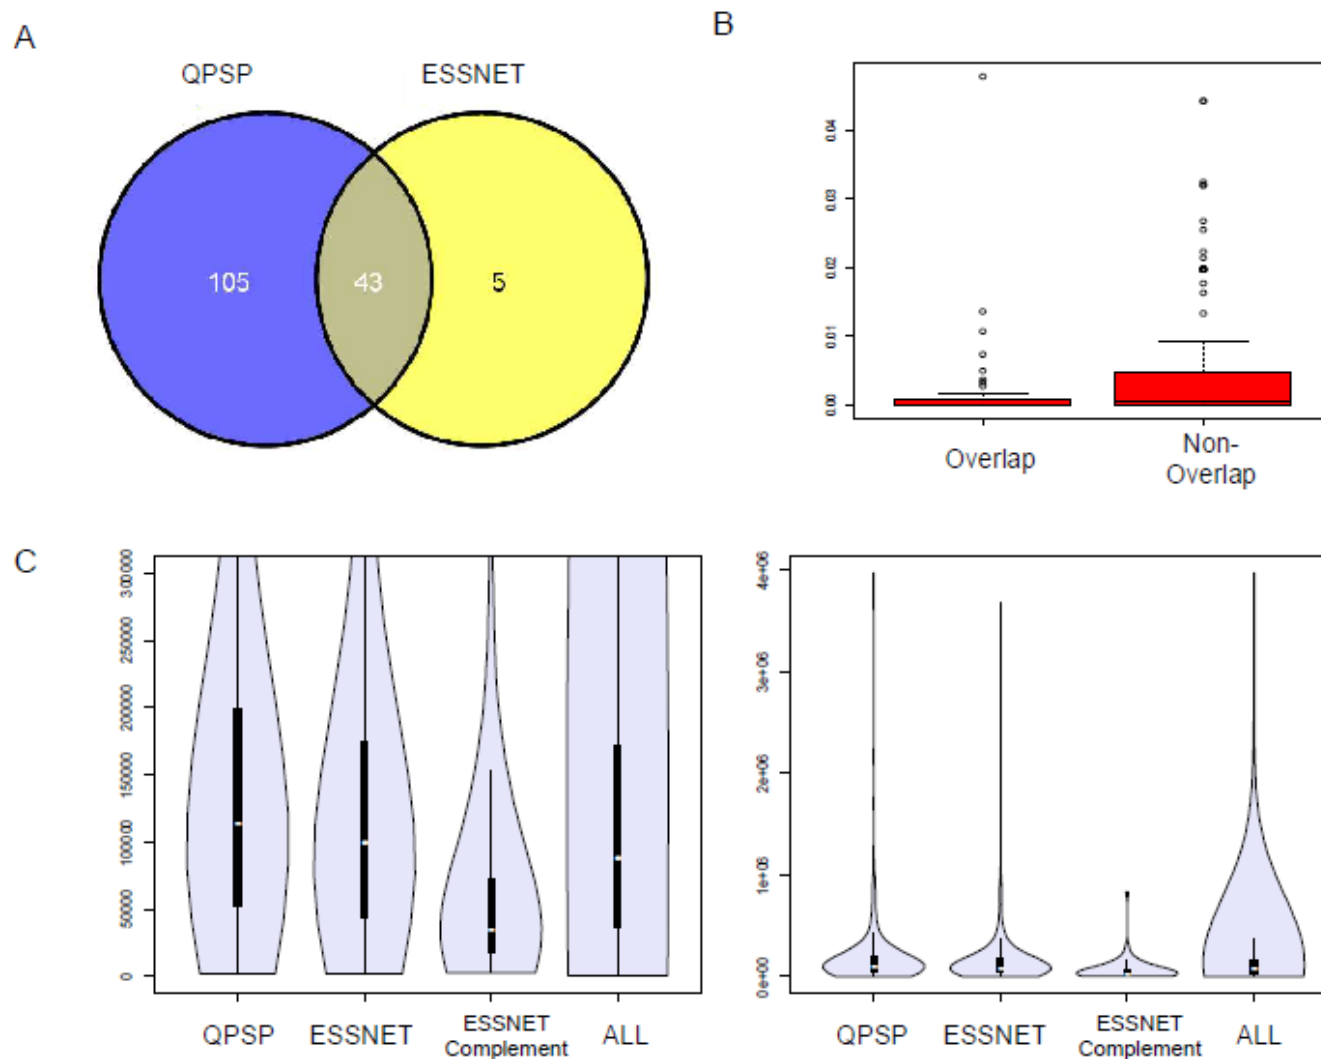 A
QPSP
ESSNET
105
43
5
B
0.04
0.03
0.02
0.01
0.00
Overlap
Non-
Overlap
C
300000
250000
200000
150000
100000
50000
0
QPSP
ESSNET
ESSNET
Complement
ALL
4e+06
3e+06
2e+06
1e+06
0e+00
QPSP
ESSNET
ESSNET
Complement
ALL